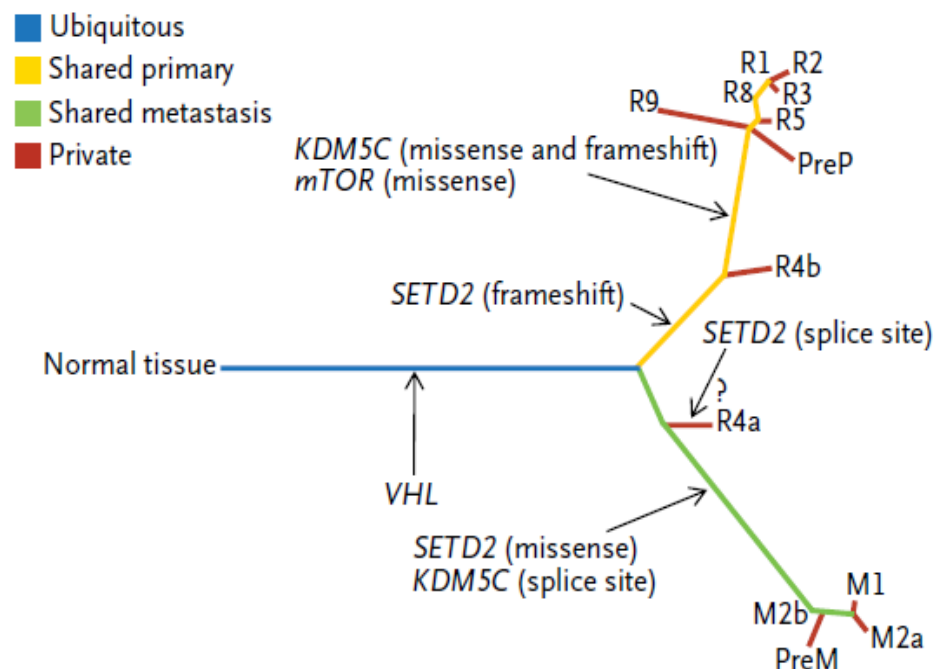 Ubiquitous
Shared primary
Shared metastasis
Private
R1
R2
R8
R3
R9
R5
PreP
KDM5C (missense and frameshift)
mTOR (missense)
R4b
SETD2 (frameshift)
SETD2 (splice site)
Normal tissue
?
R4a
VHL
SETD2 (missense)
KDM5C (splice site)
M1
M2b
M2a
PreM